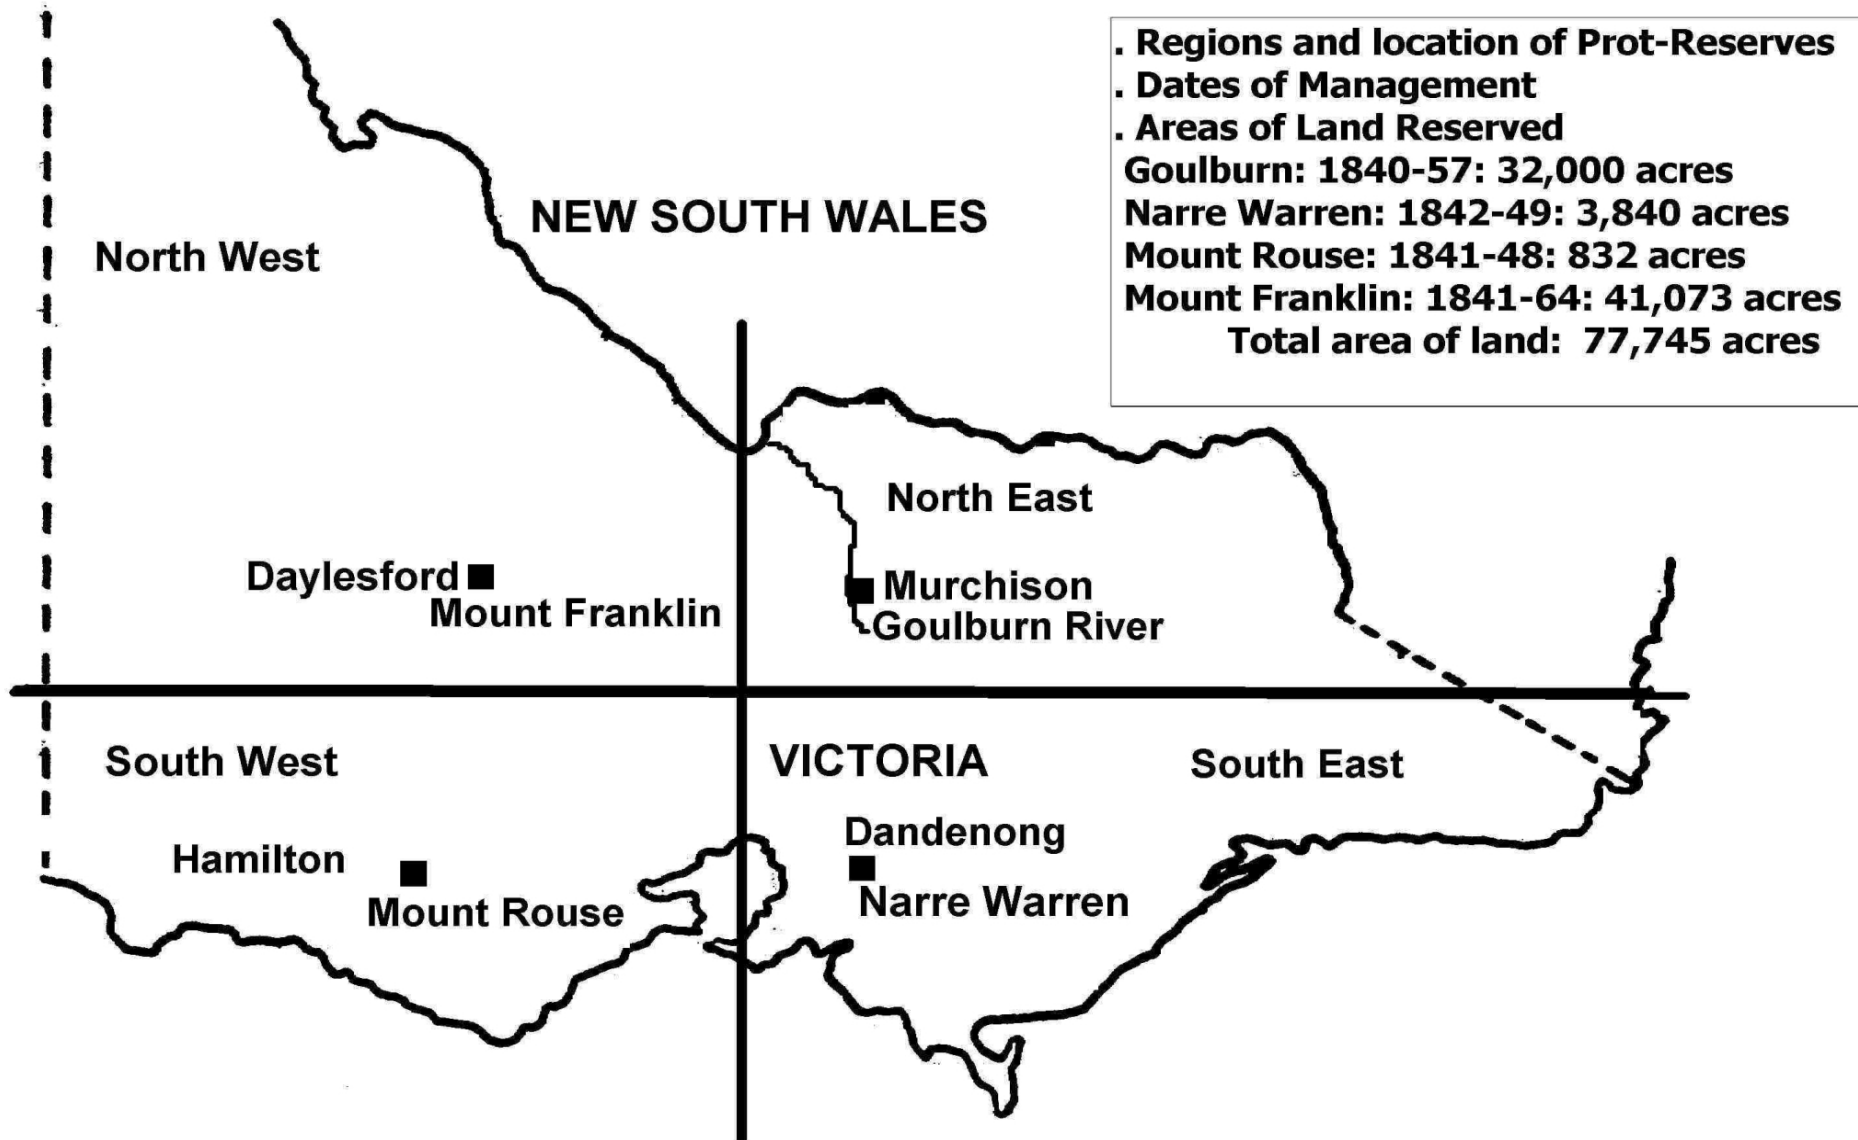 . Regions and location of Prot-Reserves
. Dates of Management
. Areas of Land Reserved
Goulburn: 1840-57: 32,000 acres
Narre Warren: 1842-49: 3,840 acres
Mount Rouse: 1841-48: 832 acres
Mount Franklin: 1841-64: 41,073 acres
Total area of land: 77,745 acres
NEW SOUTH WALES
North West
North East
Daylesford
Mount Franklin
Murchison
Goulburn River
South West
VICTORIA
South East
Hamilton
Mount Rouse
Dandenong
Narre Warren